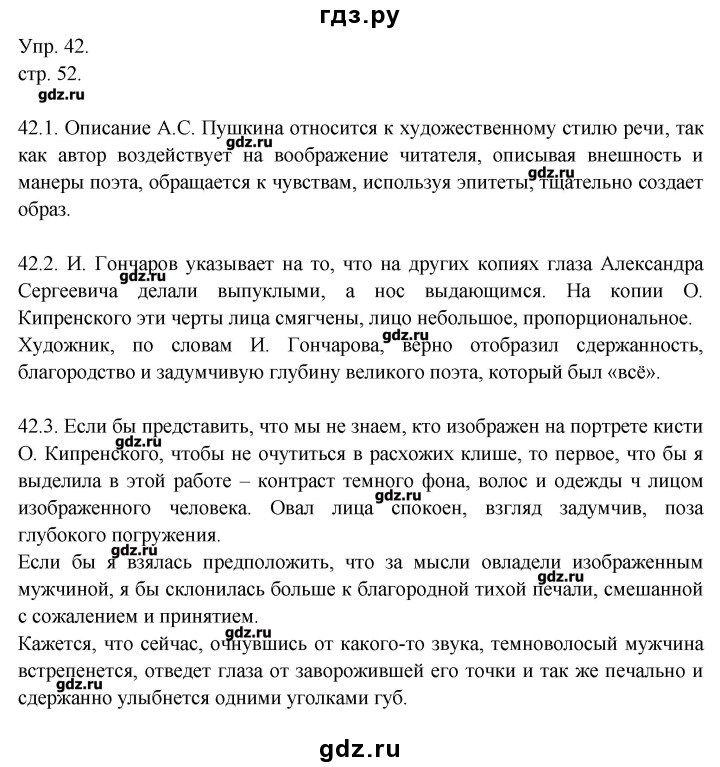 гдз.ру
Упр. 42.
стр. 52.
gdz.ru
42.1. Описание А.С. Пушкина относится к художественному стилю речи, так
gdz.ru
как автор воздействует на воображение читателя, описывая внешность и
gdz.ru
манеры поэта, обращается к чувствам, используя эпитеты, тщательно создает
образ.
42.2. И. Гончаров указывает на то, что на других копиях глаза Александра
gdz.ru
Сергеевича делали выпуклыми, а нос выдающимся. На копии О.
Кипренского эти черты лица смягчены, лицо небольшое, пропорциональное.
gdz.ru
Художник, по словам И. Гончарова, верно отобразил сдержанность,
благородство и задумчивую глубину великого поэта, который был «всё».
42.3. Если бы представить, что мы не знаем, кто изображен на портрете кисти
gdz.ru
О. Кипренского, чтобы не очутиться в расхожих клише, то первое, что бы я
выделила в этой работе – контраст темного фона, волос и одежды ч лицом
gdz.ru
изображенного человека. Овал лица спокоен, взгляд задумчив, поза
глубокого погружения.
gdz.ru
Если бы я взялась предположить, что за мысли овладели изображенным
gdz.ru
мужчиной, я бы склонилась больше к благородной тихой печали, смешанной
с сожалением и принятием.
gdz.ru
Кажется, что сейчас, очнувшись от какого-то звука, темноволосый мужчина
встрепенется, отведет глаза от заворожившей его точки и так же печально и
gdz.ru
сдержанно улыбнется одними уголками губ.
gdz.ru